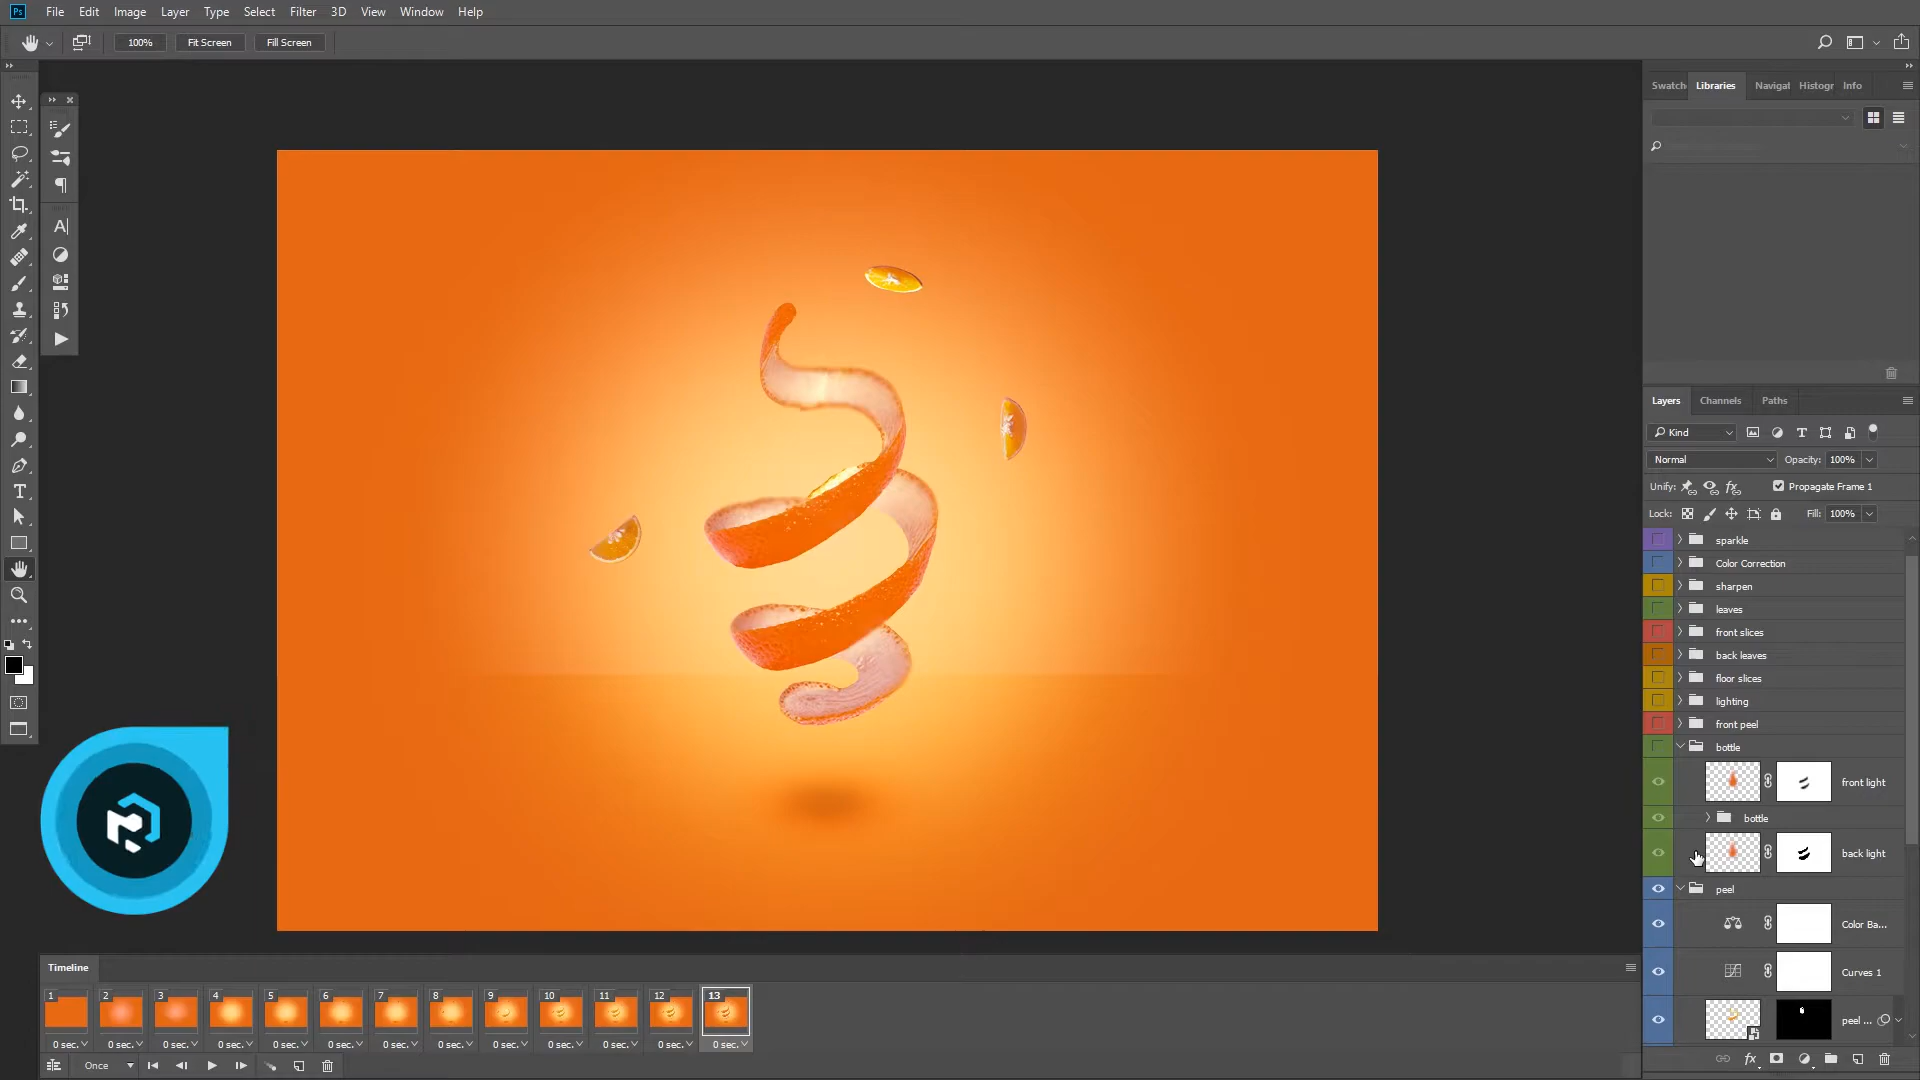 Ps File Edit Image Layer Type Select Filter 3D View Window Help
100% Fit Screen Fill Screen
Swatch Libraries Navigat Histogr Info
Layers Channels Paths
Kind
Normal Opacity: 100%
Unify: Propagate Frame 1
Lock: Fill: 100%
sparkle
Color Correction
sharpen
leaves
front slices
back leaves
floor slices
lighting
front peel
bottle
front light
bottle
back light
peel
Color Ba...
Curves 1
peel ...
Timeline
1 2 3 4 5 6 7 8 9 10 11 12 13
0 sec. 0 sec. 0 sec. 0 sec. 0 sec. 0 sec. 0 sec. 0 sec. 0 sec. 0 sec. 0 sec. 0 sec. 0 sec.
Once